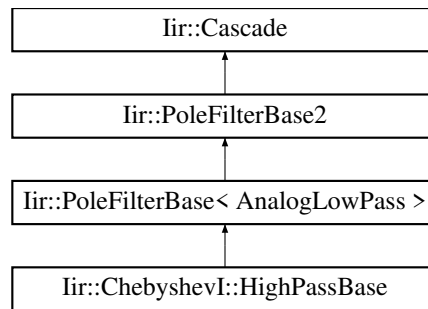 Iir::Cascade
Iir::PoleFilterBase2
Iir::PoleFilterBase< AnalogLowPass >
Iir::ChebyshevI::HighPassBase